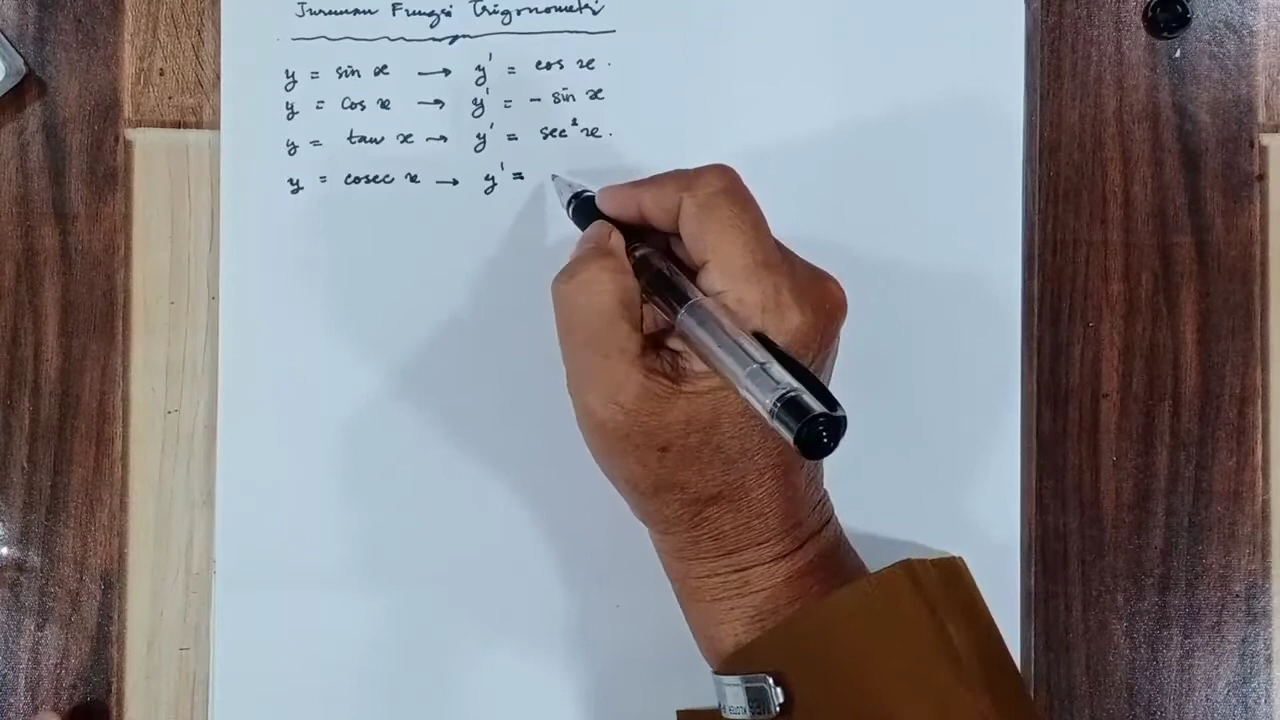 Turunan Fungsi Trigonometri
y = sin x → y' = cos x.
y = cos x → y' = - sin x
y = tan x → y' = sec² x.
y = cosec x → y' =